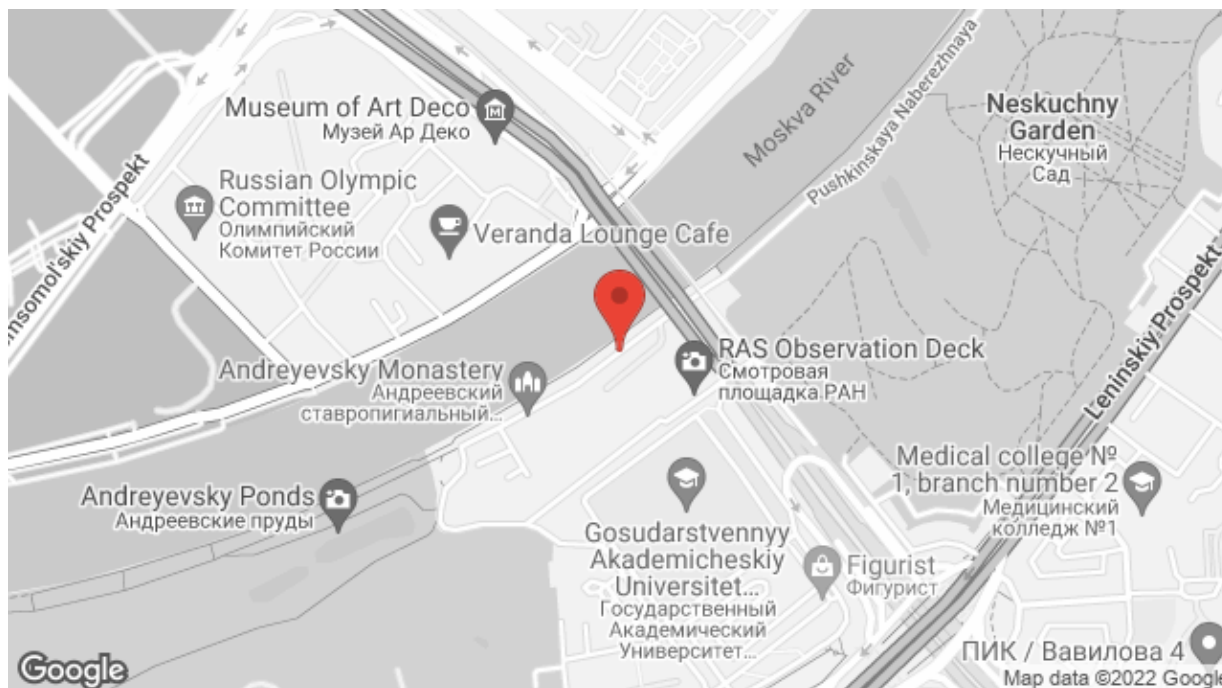 Museum of Art Deco
Музей Ар Деко
Moskva River
Pushkinskaya Naberezhnaya
Neskuchny
Garden
Нескучный
Сад
Russian Olympic
Committee
Олимпийский
Комитет России
Veranda Lounge Cafe
nsomol'skiy Prospekt
Leninskiy Prospekt
Andreyevsky Monastery
Андреевский
ставропигиальный...
RAS Observation Deck
Смотровая
площадка РАН
Andreyevsky Ponds
Андреевские пруды
Medical college №
1, branch number 2
Медицинский
колледж №1
Gosudarstvennyy
Akademicheskiy
Universitet...
Государственный
Академический
Университет...
Figurist
Фигурист
ПИК / Вавилова 4
Google
Map data ©2022 Google